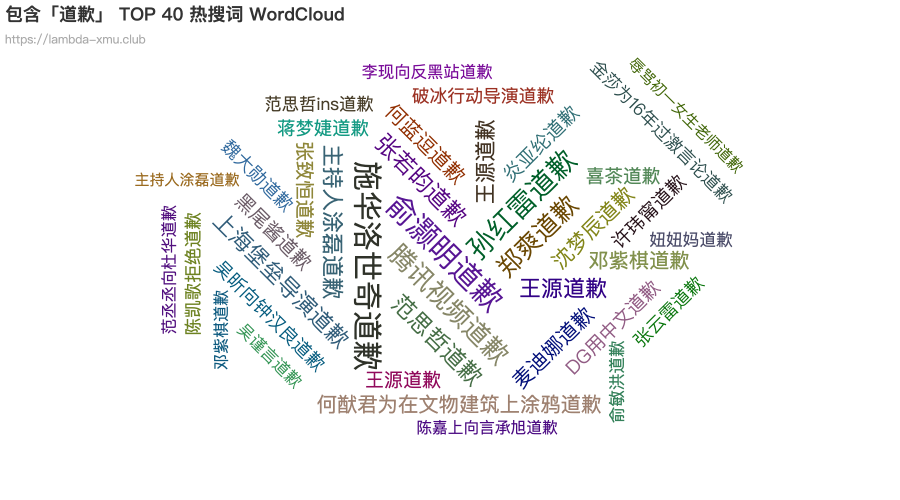 包含「道歉」 TOP 40 热搜词 WordCloud
https://lambda-xmu.club
李现向反黑站道歉
金莎为16年过激言论道歉
辱骂初一女生老师道歉
范思哲ins道歉
破冰行动导演道歉
蒋梦婕道歉
何蓝逗道歉
王源道歉
炎亚纶道歉
魏大勋道歉
张致恒道歉
主持人涂磊道歉
施华洛世奇道歉
张若昀道歉
俞灏明道歉
孙红雷道歉
郑爽道歉
沈梦辰道歉
喜茶道歉
许玮甯道歉
主持人涂磊道歉
黑尾酱道歉
上海堡垒导演道歉
腾讯视频道歉
妞妞妈道歉
邓紫棋道歉
范丞丞向杜华道歉
陈凯歌拒绝道歉
吴昕向钟汉良道歉
王源道歉
邓紫棋道歉
吴谨言道歉
范思哲道歉
麦迪娜道歉
DG用中文道歉
张云雷道歉
俞敏洪道歉
王源道歉
何猷君为在文物建筑上涂鸦道歉
陈嘉上向言承旭道歉